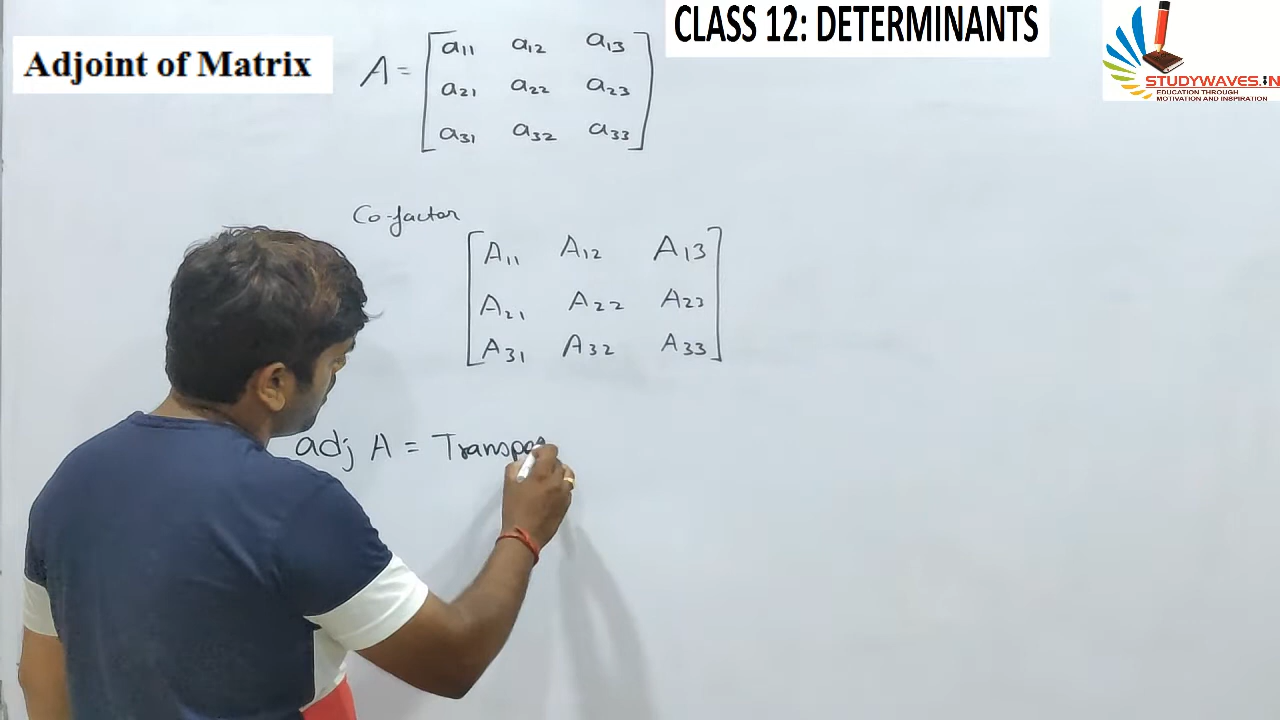 CLASS 12: DETERMINANTS
STUDYWAVES.IN
EDUCATION THROUGH
MOTIVATION AND INSPIRATION
Adjoint of Matrix
A = [ a11 a12 a13
a21 a22 a23
a31 a32 a33 ]
Co-factor
[ A11 A12 A13
A21 A22 A23
A31 A32 A33 ]
adj A =